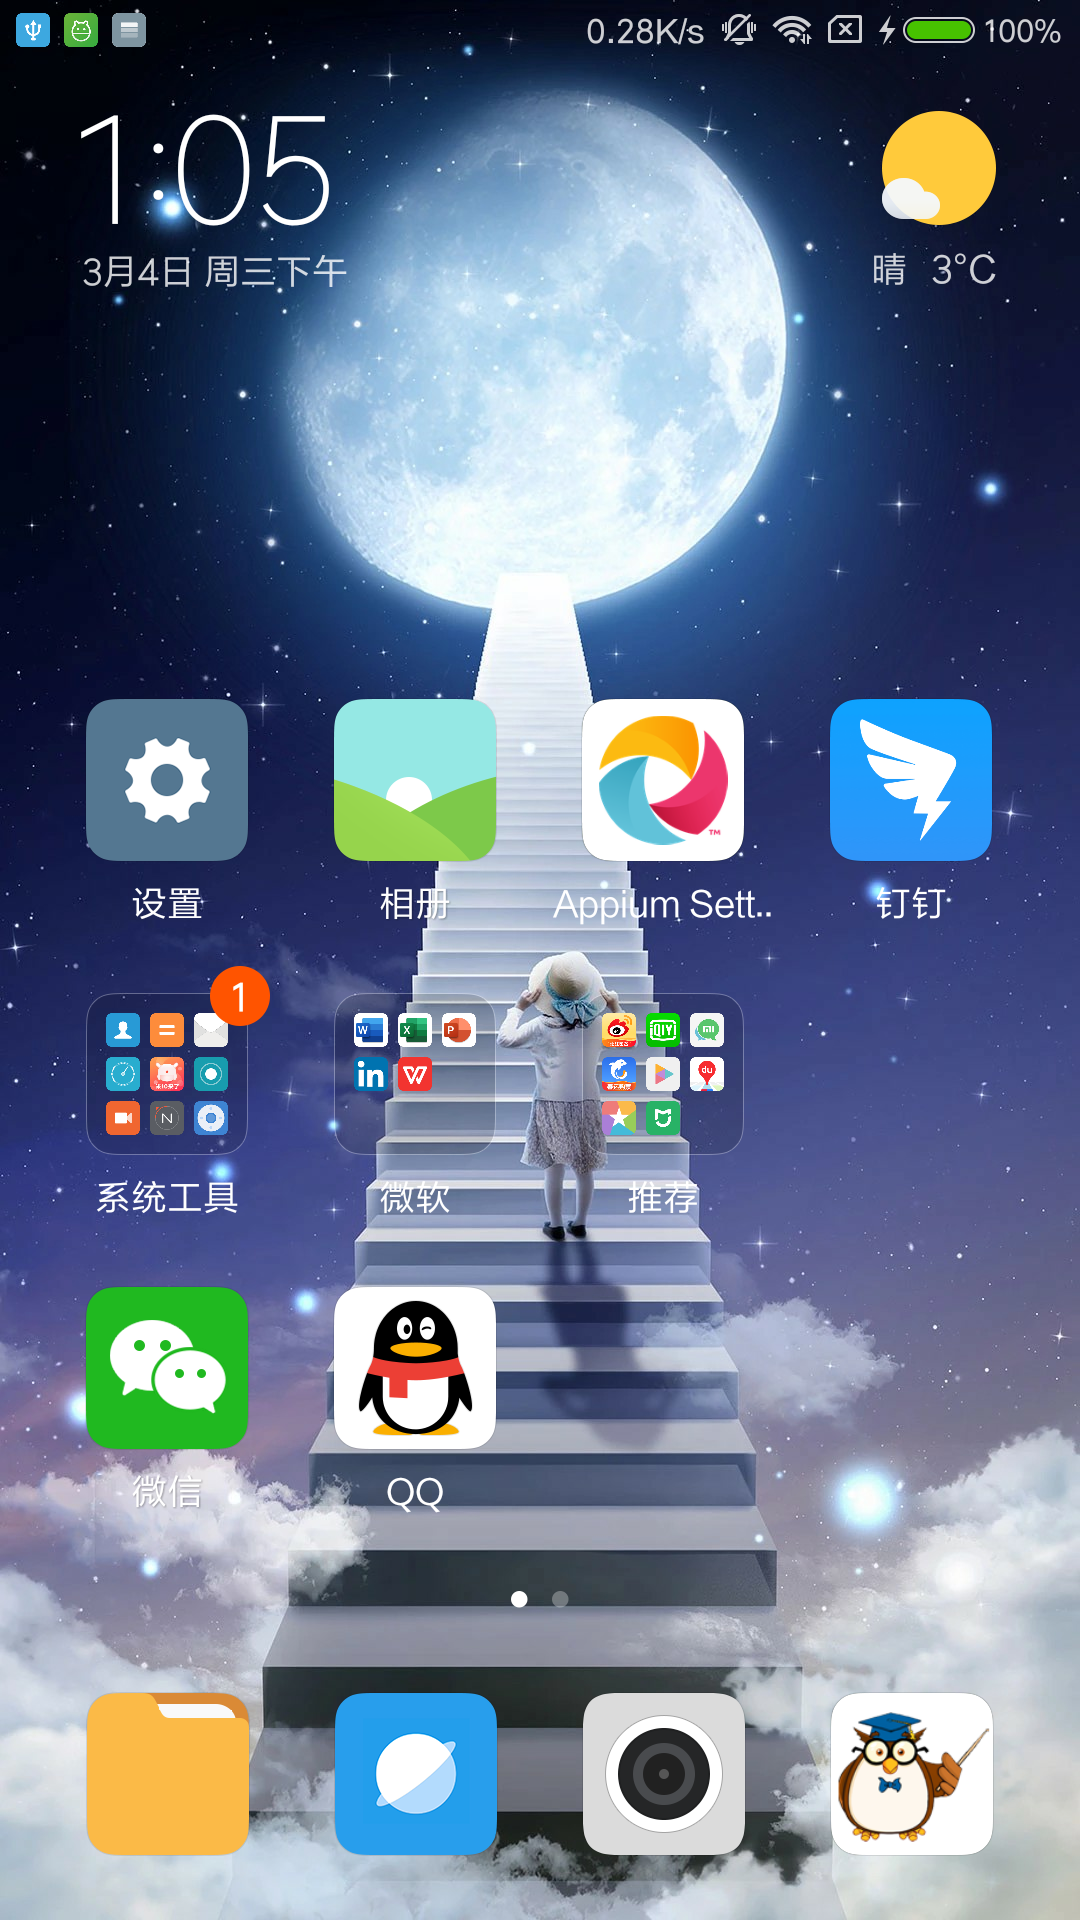 0.28K/s 100%
1:05
3月4日 周三下午
晴 3°C
设置
相册
Appium Sett..
钉钉
1
系统工具
微软
推荐
微信
QQ